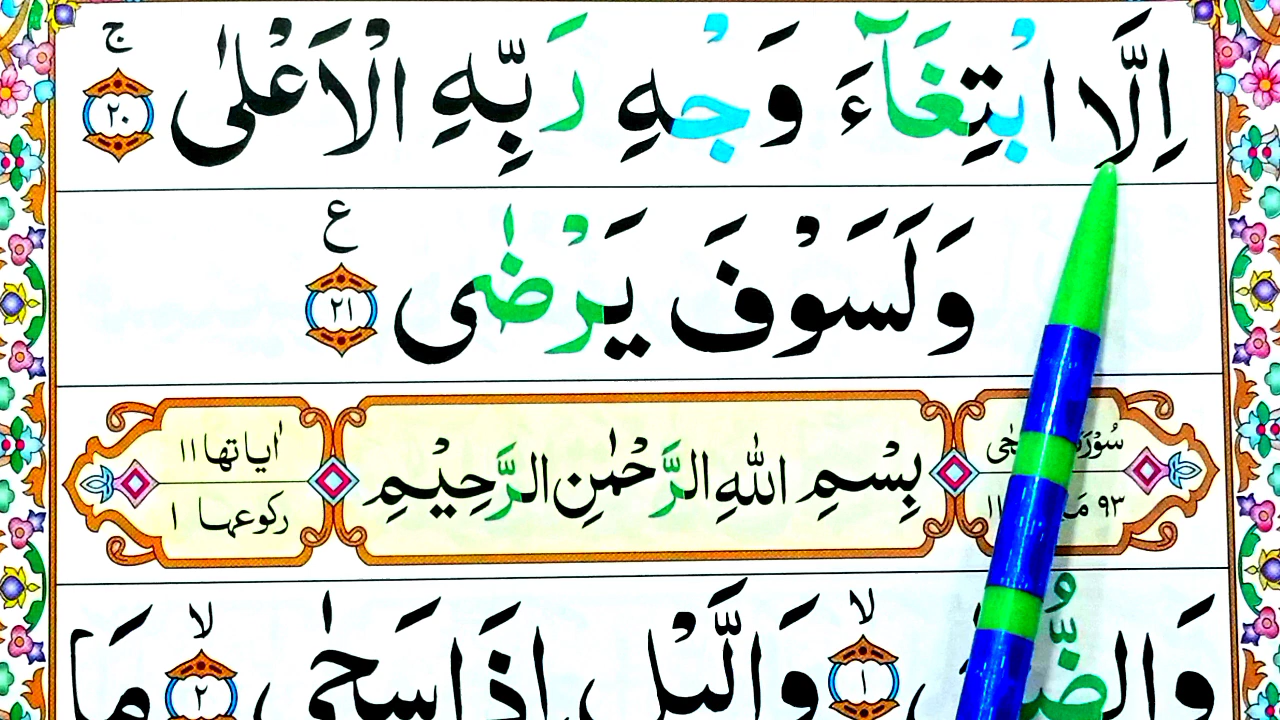 اِلَّا ابْتِغَآءَ وَجْهِ رَبِّهِ الْاَعْلٰى ۚ ﴿٢٠﴾
وَلَسَوْفَ يَرْضٰى ﴿٢١﴾ ع
بِسْمِ اللّٰهِ الرَّحْمٰنِ الرَّحِيْمِ
اٰياتها ١١
ركوعها ١
وَالضُّ ﴿١﴾ ۙ وَالَّيْلِ اِذَا سَجٰى ﴿٢﴾ ۙ مَا